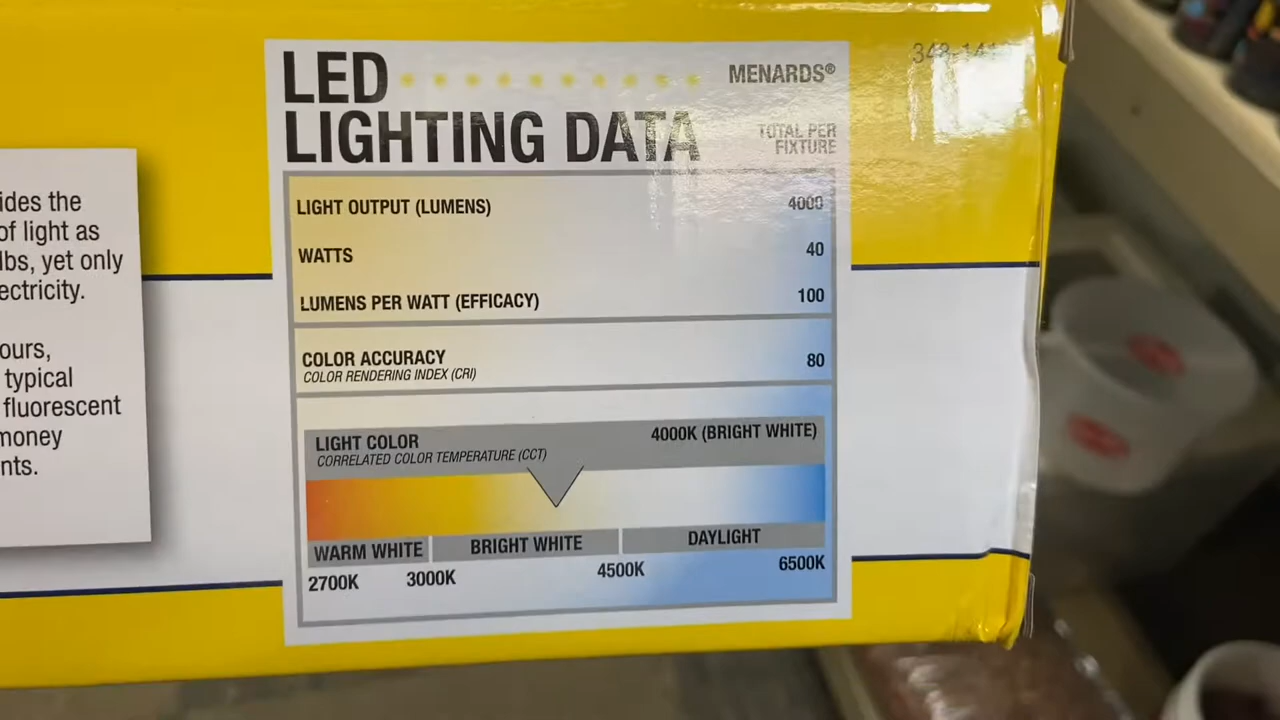 LED
MENARDS®
LIGHTING DATA
TOTAL PER
FIXTURE
LIGHT OUTPUT (LUMENS) 4000
WATTS 40
LUMENS PER WATT (EFFICACY) 100
COLOR ACCURACY 80
COLOR RENDERING INDEX (CRI)
LIGHT COLOR 4000K (BRIGHT WHITE)
CORRELATED COLOR TEMPERATURE (CCT)
WARM WHITE BRIGHT WHITE DAYLIGHT
2700K 3000K 4500K 6500K
ides the
of light as
lbs, yet only
ectricity.
ours,
typical
fluorescent
money
nts.